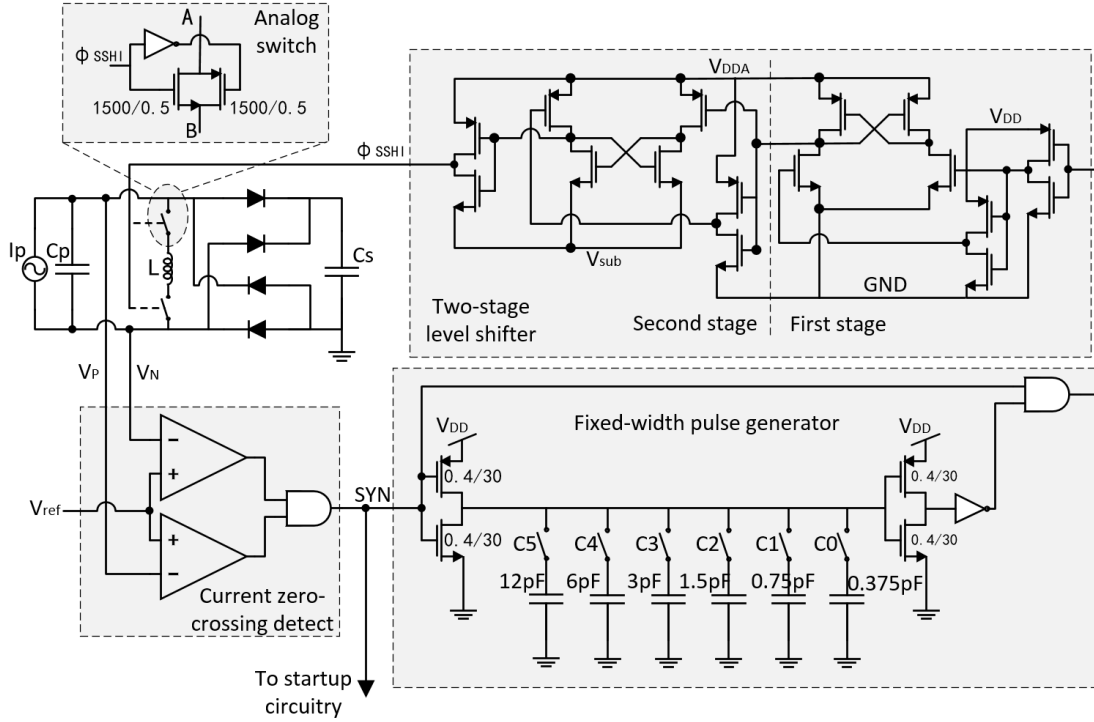 A
Analog
switch
ϕ SSHI
1500/0.5
1500/0.5
B
VDDA
VDD
ϕ SSHI
Vsub
GND
Two-stage
level shifter
Second stage
First stage
Ip
Cp
L
Cs
VP
VN
Fixed-width pulse generator
VDD
VDD
0.4/30
0.4/30
−
+
Vref
SYN
+
−
0.4/30
0.4/30
C5
C4
C3
C2
C1
C0
12pF
6pF
3pF
1.5pF
0.75pF
0.375pF
Current zero-
crossing detect
To startup
circuitry